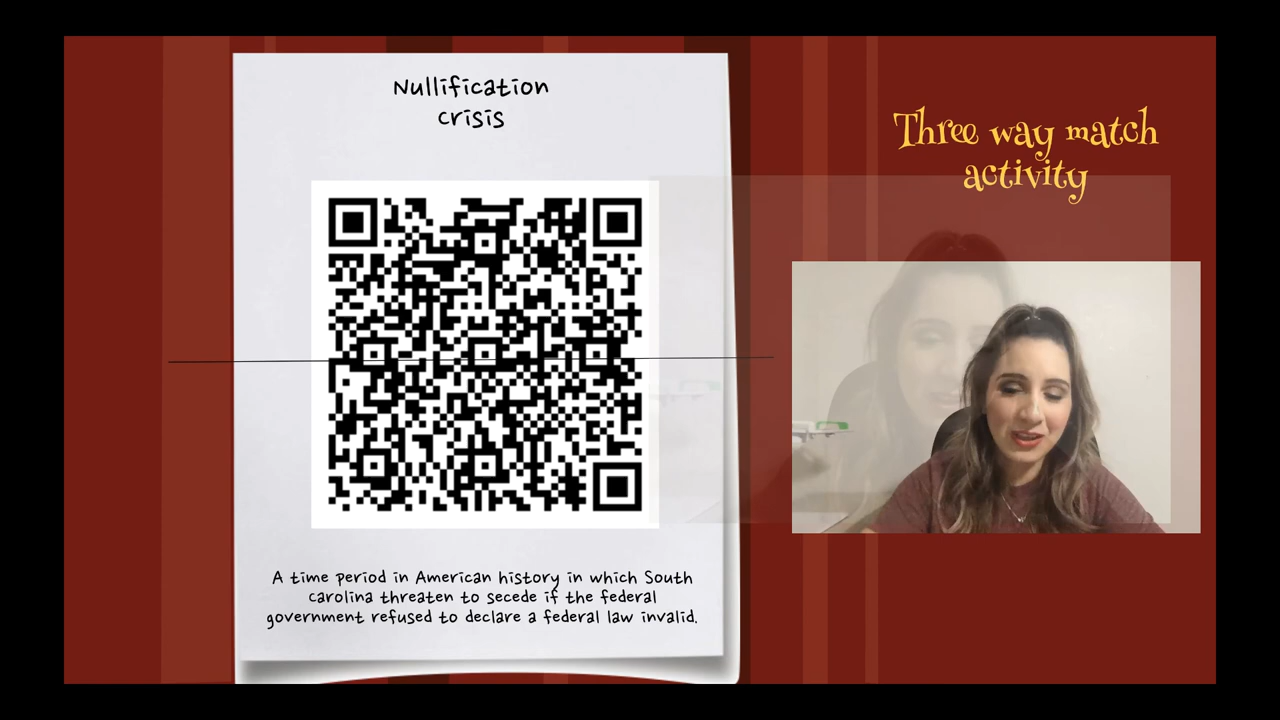 Nullification
crisis
Three way match
activity
A time period in American history in which South
carolina threaten to secede if the federal
government refused to declare a federal law invalid.